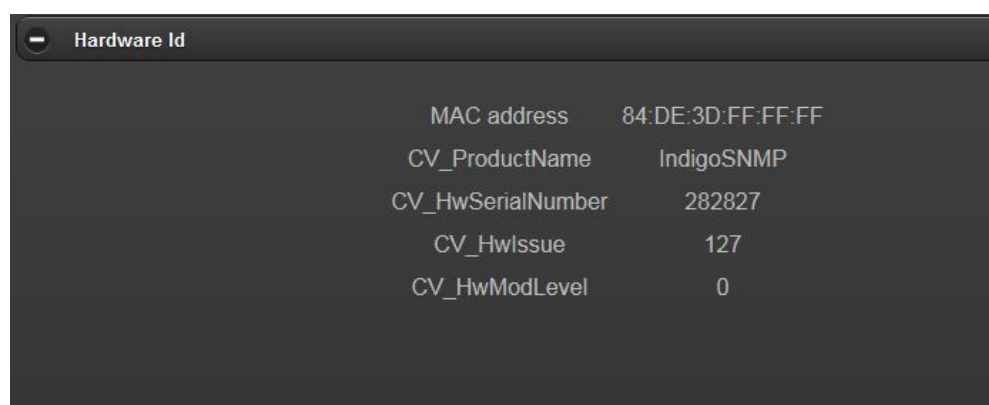 Hardware Id
MAC address 84:DE:3D:FF:FF:FF
CV_ProductName IndigoSNMP
CV_HwSerialNumber 282827
CV_HwIssue 127
CV_HwModLevel 0